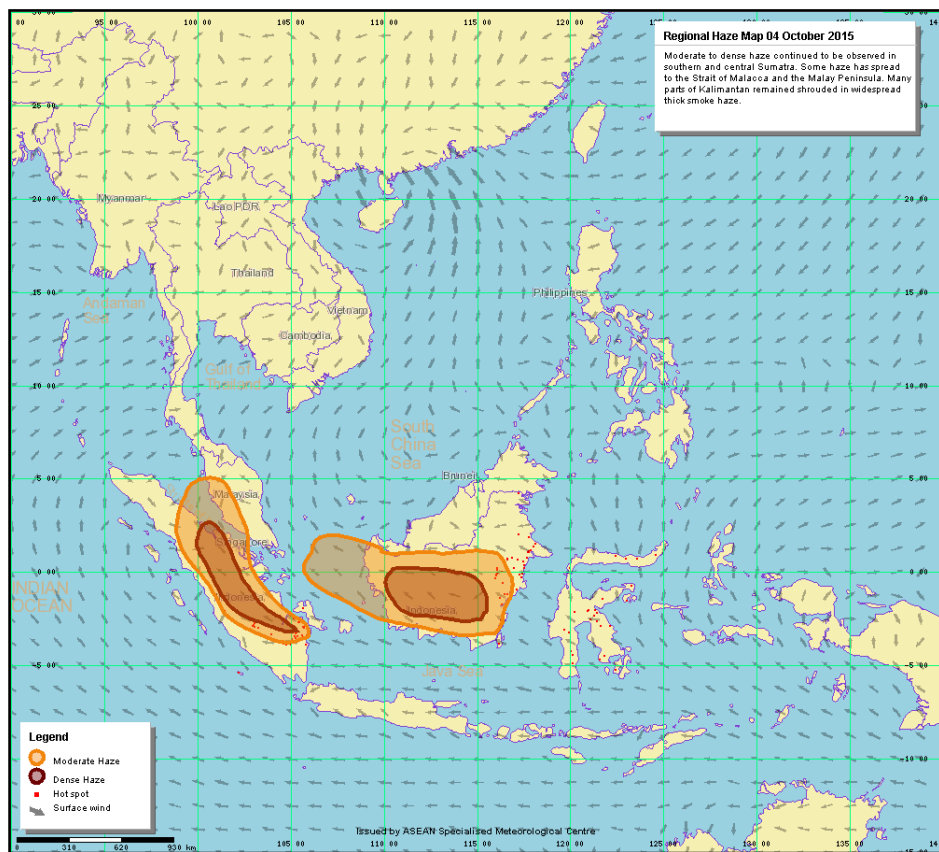 95 00 100 00 105 00 110 00 115 00 120 00 125 00 130 00 135 00
Regional Haze Map 04 October 2015
Moderate to dense haze continued to be observed in
southern and central Sumatra. Some haze has spread
to the Strait of Malacca and the Malay Peninsula. Many
parts of Kalimantan remained shrouded in widespread
thick smoke haze.
25 00
20 00 20 00
Myanmar
Lao PDR
Thailand
15 00 15 00
Philippines
Andaman
Sea
Vietnam
Cambodia
Gulf of
Thailand
10 00 10 00
South
China
Sea
Brunei
5 00 5 00
Malaysia
Singapore
0 00 0 00
INDIAN
OCEAN
Indonesia
Indonesia
-5 00 -5 00
Java Sea
Legend
Moderate Haze
Dense Haze
Hot spot
Surface wind
-10 00
Issued by ASEAN Specialised Meteorological Centre
0 310 620 930 km
105 00 110 00 115 00 120 00 125 00 130 00 135 00